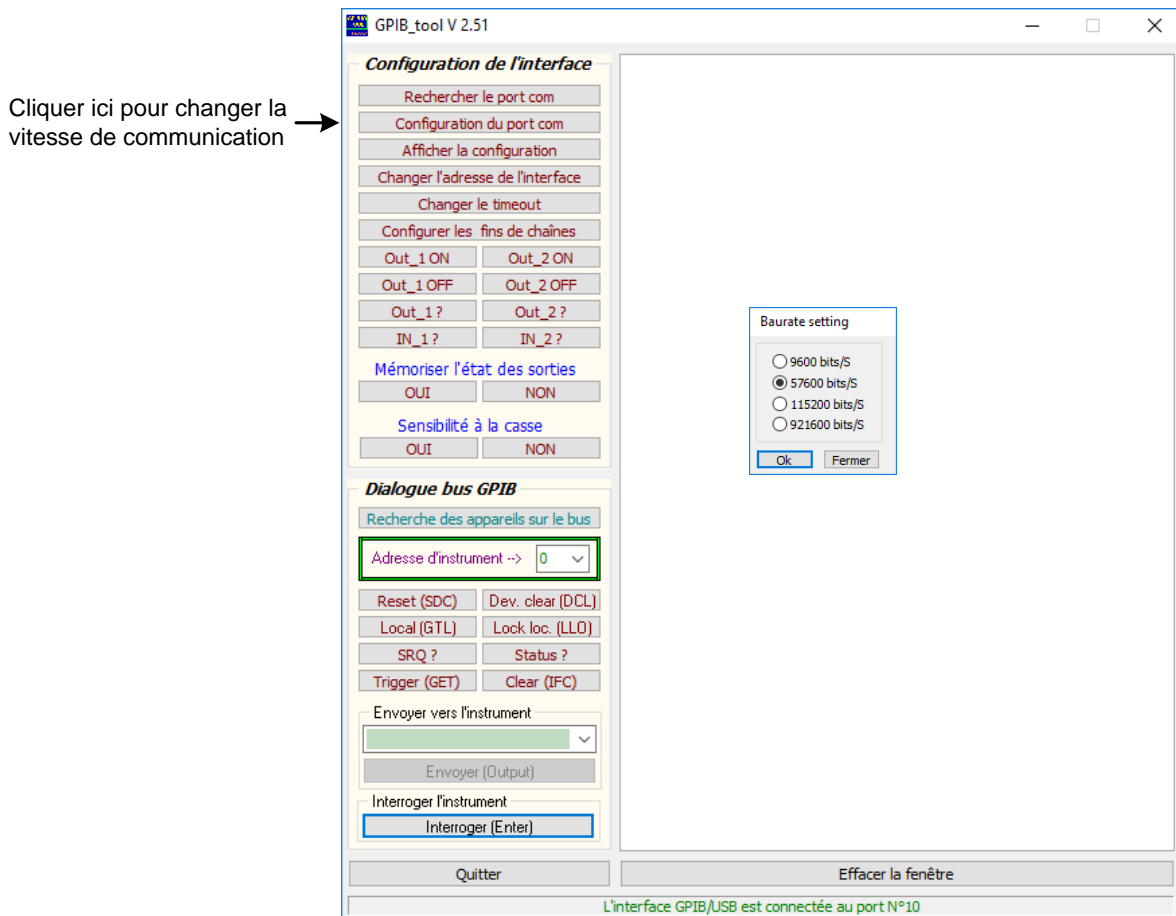 GPIB_tool V 2.51
Cliquer ici pour changer la
vitesse de communication
Configuration de l'interface
Rechercher le port com
Configuration du port com
Afficher la configuration
Changer l'adresse de l'interface
Changer le timeout
Configurer les fins de chaînes
Out_1 ON Out_2 ON
Out_1 OFF Out_2 OFF
Out_1 ? Out_2 ?
IN_1 ? IN_2 ?
Mémoriser l'état des sorties
OUI NON
Sensibilité à la casse
OUI NON
Dialogue bus GPIB
Recherche des appareils sur le bus
Adresse d'instrument --> 0
Reset (SDC) Dev. clear (DCL)
Local (GTL) Lock loc. (LLO)
SRQ ? Status ?
Trigger (GET) Clear (IFC)
Envoyer vers l'instrument
Envoyer (Output)
Interroger l'instrument
Interroger (Enter)
Baurate setting
9600 bits/S
57600 bits/S
115200 bits/S
921600 bits/S
Ok Fermer
Quitter Effacer la fenêtre
L'interface GPIB/USB est connectée au port N°10